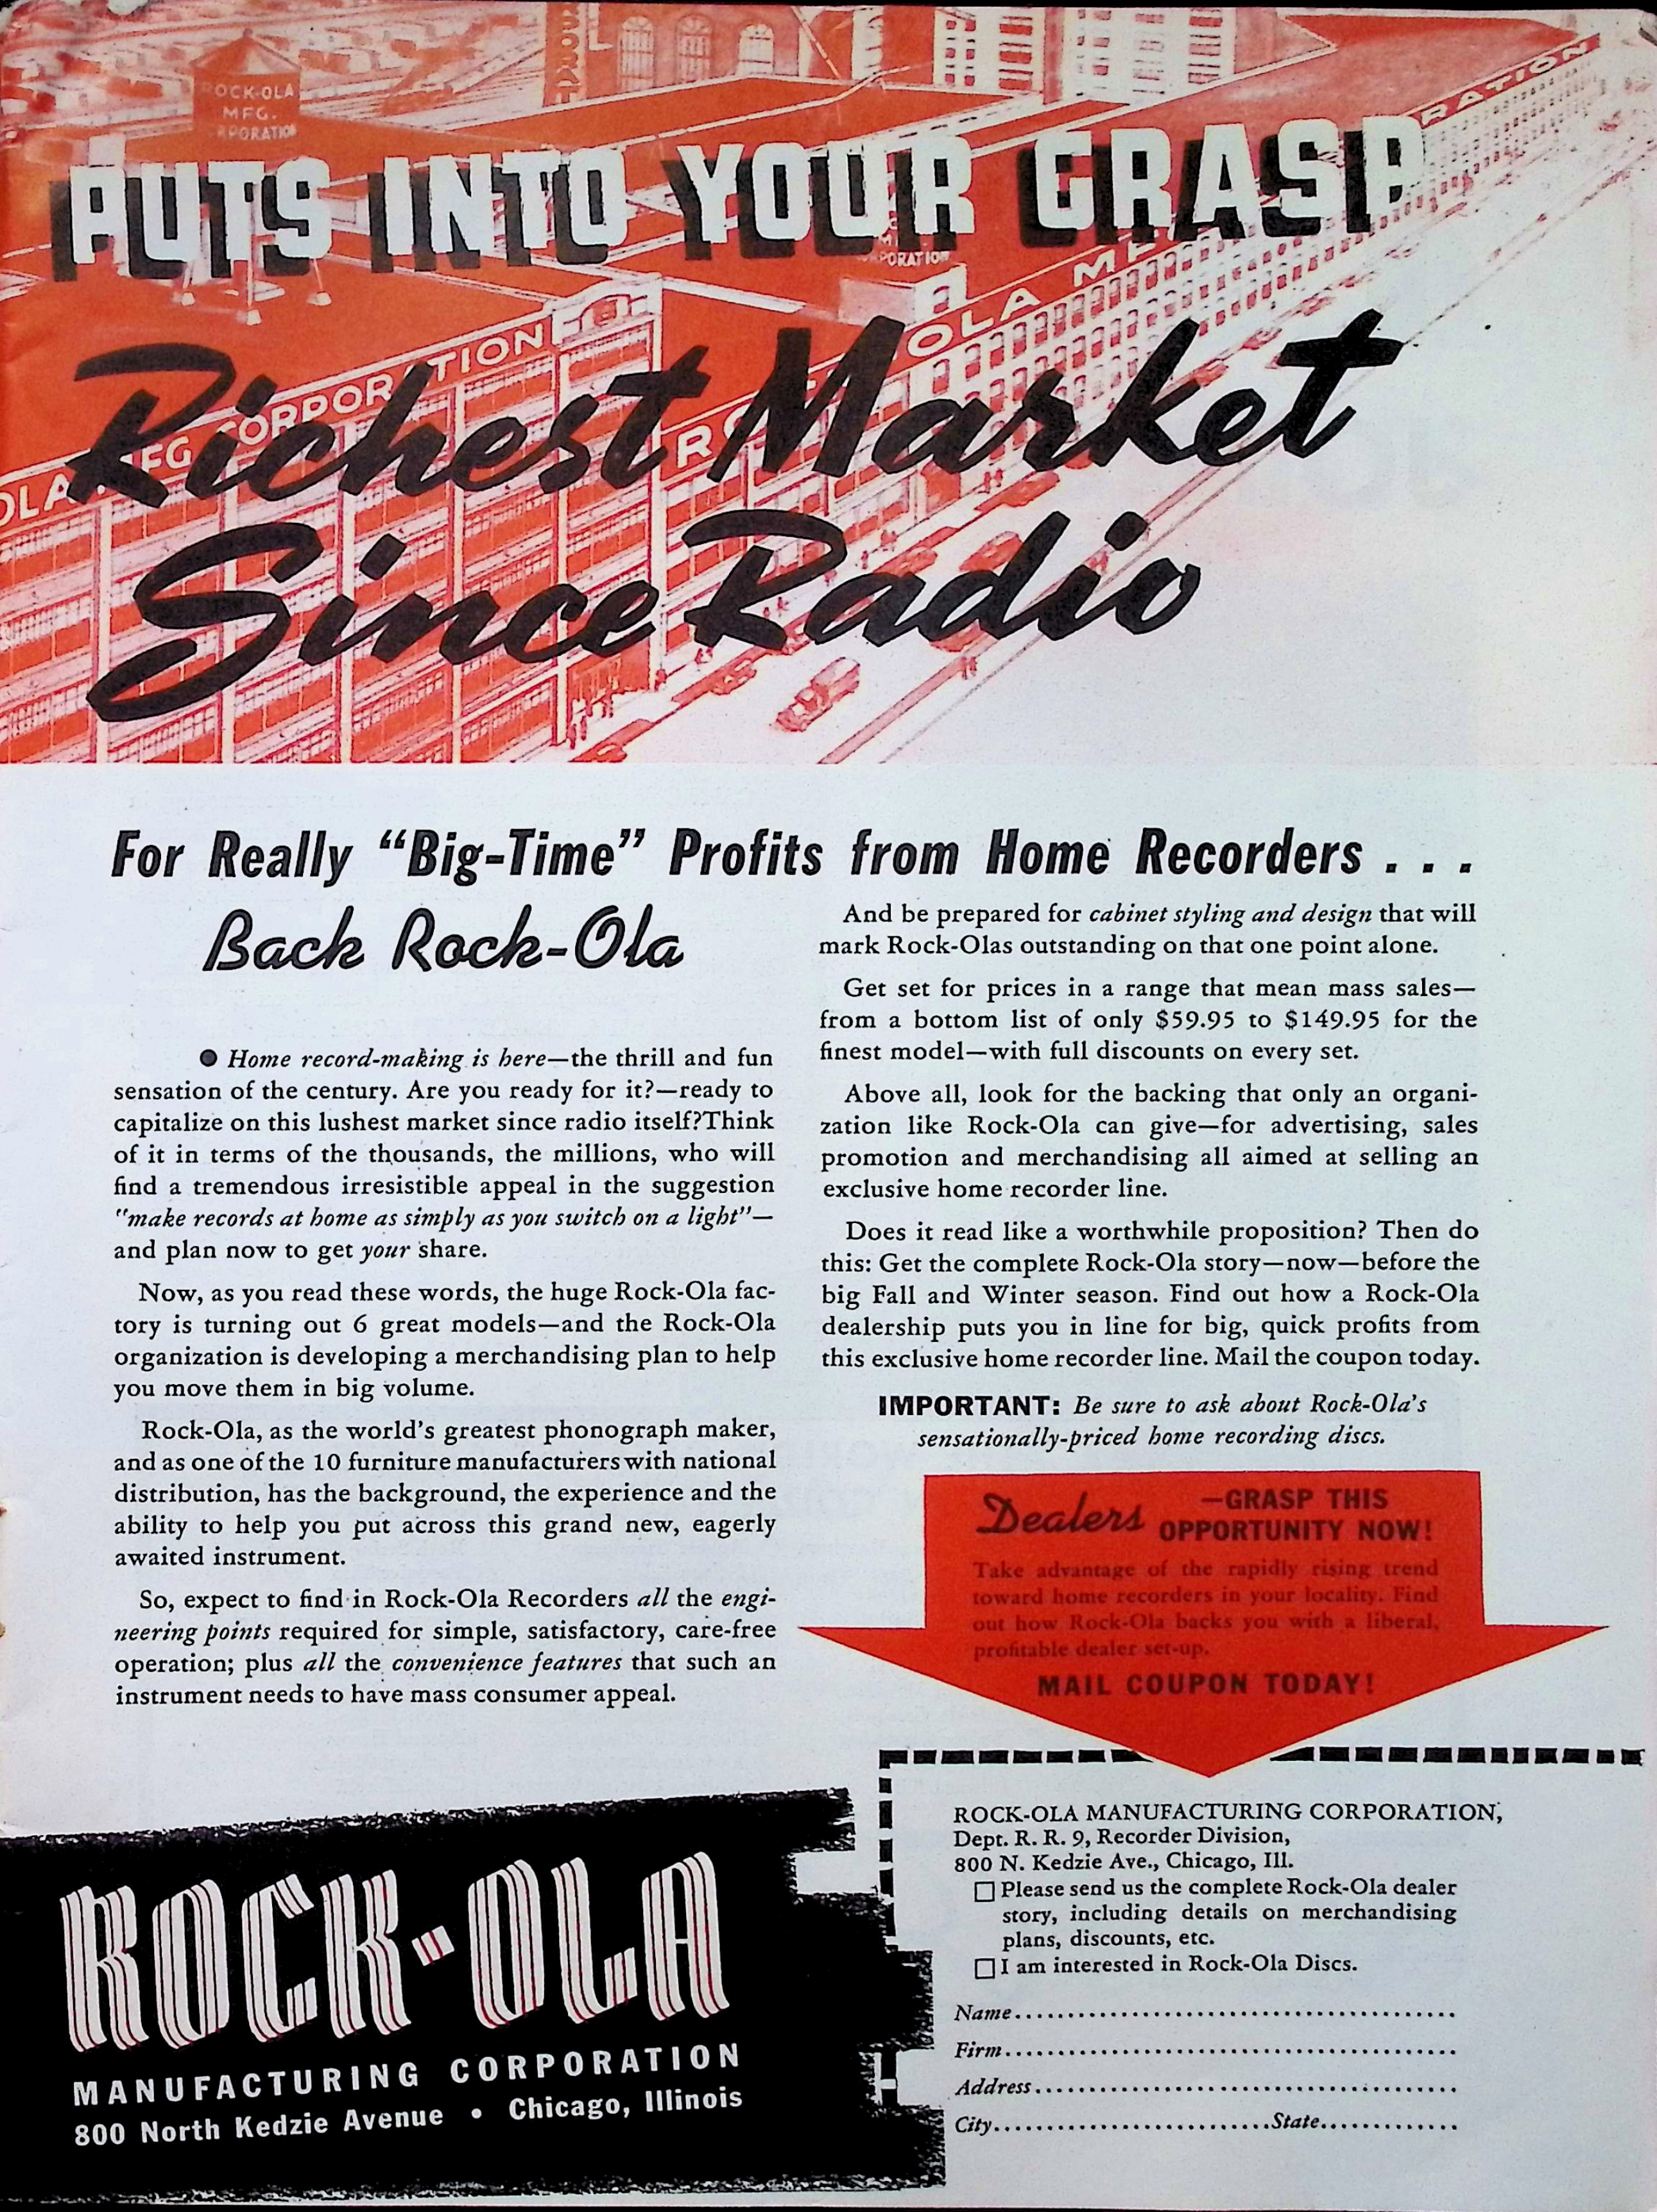 ROCK-OLA
MFG.
CORPORATION
RATION
PUTS INTO YOUR GRASP
PORATION
OLA MF
CORPORATION
OLA FG
RO
Richest Market
Since Radio
For Really “Big-Time” Profits from Home Recorders . . .
Back Rock-Ola
● Home record-making is here—the thrill and fun
sensation of the century. Are you ready for it?—ready to
capitalize on this lushest market since radio itself?Think
of it in terms of the thousands, the millions, who will
find a tremendous irresistible appeal in the suggestion
"make records at home as simply as you switch on a light"—
and plan now to get your share.
Now, as you read these words, the huge Rock-Ola fac-
tory is turning out 6 great models—and the Rock-Ola
organization is developing a merchandising plan to help
you move them in big volume.
Rock-Ola, as the world's greatest phonograph maker,
and as one of the 10 furniture manufacturers with national
distribution, has the background, the experience and the
ability to help you put across this grand new, eagerly
awaited instrument.
So, expect to find in Rock-Ola Recorders all the engi-
neering points required for simple, satisfactory, care-free
operation; plus all the convenience features that such an
instrument needs to have mass consumer appeal.
And be prepared for cabinet styling and design that will
mark Rock-Olas outstanding on that one point alone.
Get set for prices in a range that mean mass sales—
from a bottom list of only $59.95 to $149.95 for the
finest model—with full discounts on every set.
Above all, look for the backing that only an organi-
zation like Rock-Ola can give—for advertising, sales
promotion and merchandising all aimed at selling an
exclusive home recorder line.
Does it read like a worthwhile proposition? Then do
this: Get the complete Rock-Ola story—now—before the
big Fall and Winter season. Find out how a Rock-Ola
dealership puts you in line for big, quick profits from
this exclusive home recorder line. Mail the coupon today.
IMPORTANT: Be sure to ask about Rock-Ola's
sensationally-priced home recording discs.
Dealers —GRASP THIS
OPPORTUNITY NOW!
Take advantage of the rapidly rising trend
toward home recorders in your locality. Find
out how Rock-Ola backs you with a liberal,
profitable dealer set-up.
MAIL COUPON TODAY!
ROCK-OLA MANUFACTURING CORPORATION,
Dept. R. R. 9, Recorder Division,
800 N. Kedzie Ave., Chicago, Ill.
□ Please send us the complete Rock-Ola dealer
story, including details on merchandising
plans, discounts, etc.
□ I am interested in Rock-Ola Discs.
Name
Firm
Address
City State
ROCK-OLA
MANUFACTURING CORPORATION
800 North Kedzie Avenue • Chicago, Illinois